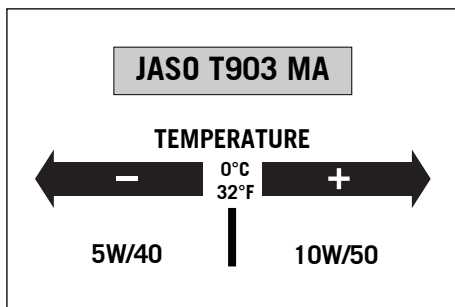 JASO T903 MA
TEMPERATURE
− 0°C +
32°F
5W/40 10W/50